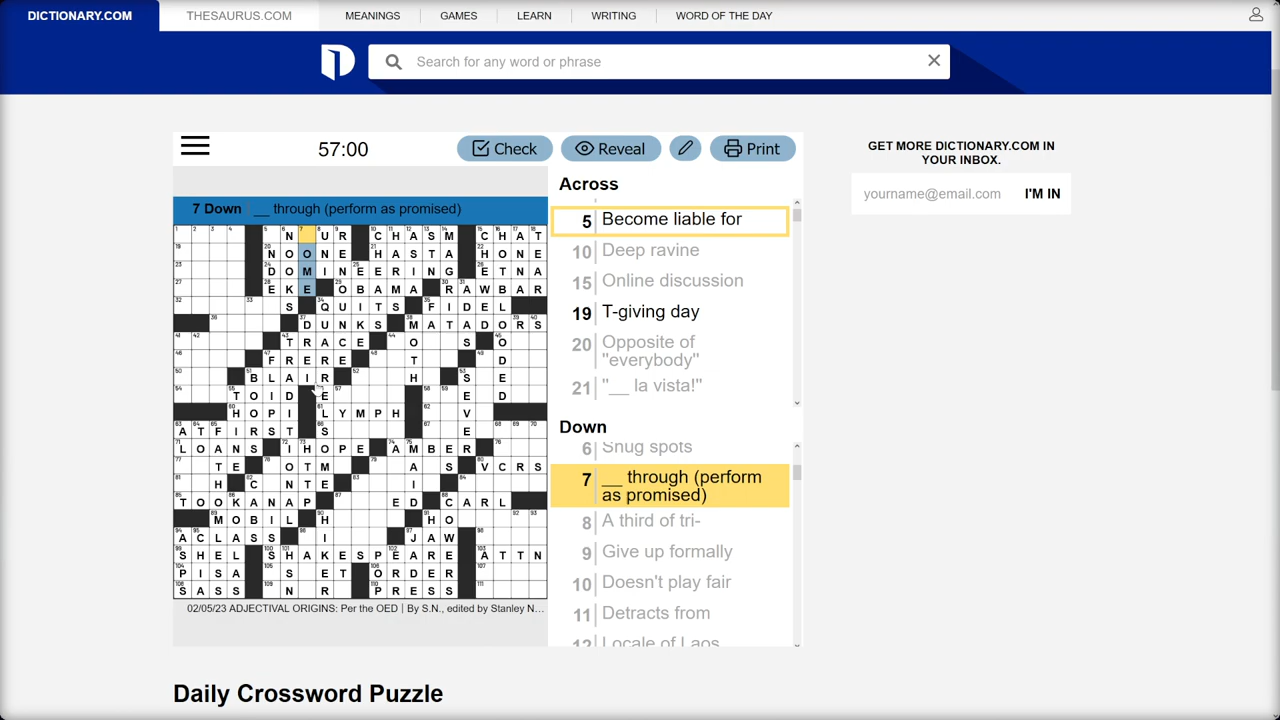 DICTIONARY.COM
THESAURUS.COM
MEANINGS
GAMES
LEARN
WRITING
WORD OF THE DAY
Search for any word or phrase
57:00
Check
Reveal
Print
7 Down __ through (perform as promised)
Across
5 Become liable for
10 Deep ravine
15 Online discussion
19 T-giving day
20 Opposite of
"everybody"
21 "__ la vista!"
Down
6 Snug spots
7 __ through (perform
as promised)
8 A third of tri-
9 Give up formally
10 Doesn't play fair
11 Detracts from
12 Locale of Laos
N U R C H A S M C H A T
N O O N E H A S T A H O N E
D O M I N E E R I N G E T N A
E K E O B A M A R A W B A R
S Q U I T S F I D E L
D U N K S M A T A D O R S
T R A C E O S O
F R E R E T D
B L A I R H E
T O I D E E D
H O P I L Y M P H V
A T F I R S T S E
L O A N S I H O P E A M B E R
T E O T M A S V C R S
H C N T E I
T O O K A N A P E D C A R L
M O B I L H H O
A C L A S S I J A W
S H E L S H A K E S P E A R E A T T N
P I S A S E T O R D E R
S A S S N R P R E S S
02/05/23 ADJECTIVAL ORIGINS: Per the OED | By S.N., edited by Stanley N...
GET MORE DICTIONARY.COM IN
YOUR INBOX.
yourname@email.com
I'M IN
Daily Crossword Puzzle